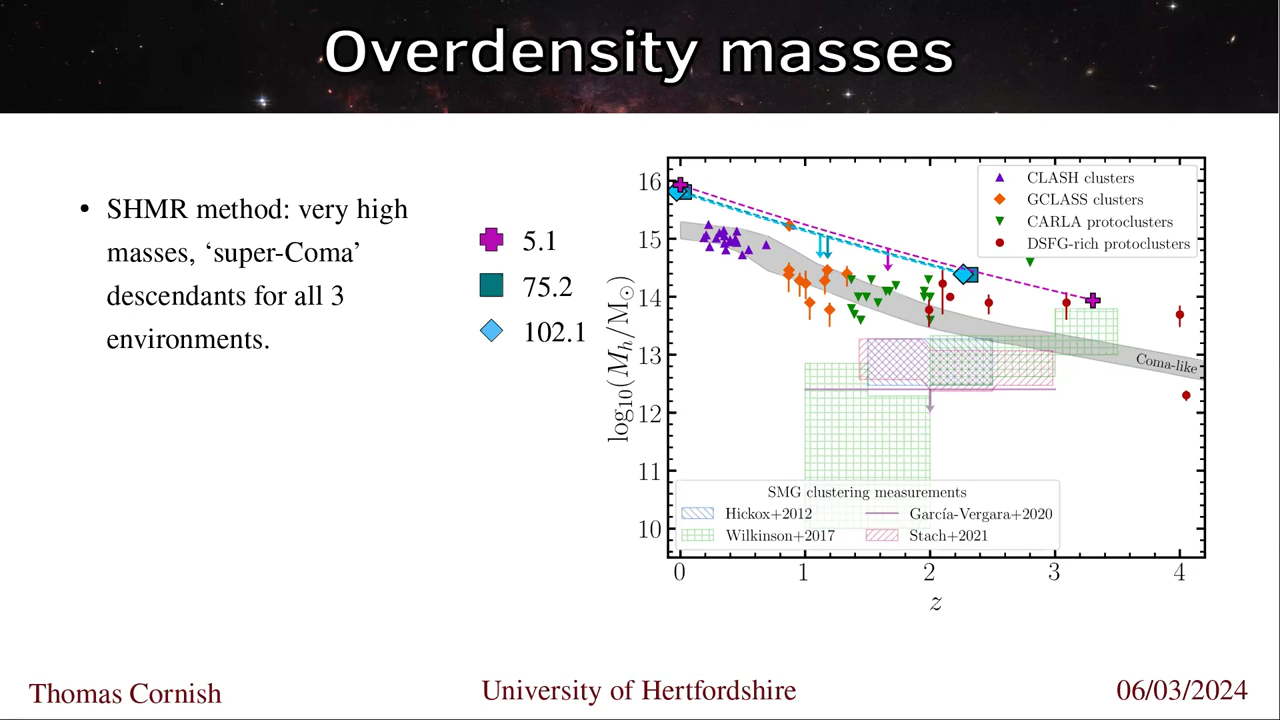 Overdensity masses
• SHMR method: very high
masses, ‘super-Coma’
descendants for all 3
environments.
5.1
75.2
102.1
CLASH clusters
GCLASS clusters
CARLA protoclusters
DSFG-rich protoclusters
16
15
14
13
12
11
10
log₁₀(Mₕ/M☉)
Coma-like
SMG clustering measurements
Hickox+2012
García-Vergara+2020
Wilkinson+2017
Stach+2021
0 1 2 3 4
z
Thomas Cornish
University of Hertfordshire
06/03/2024